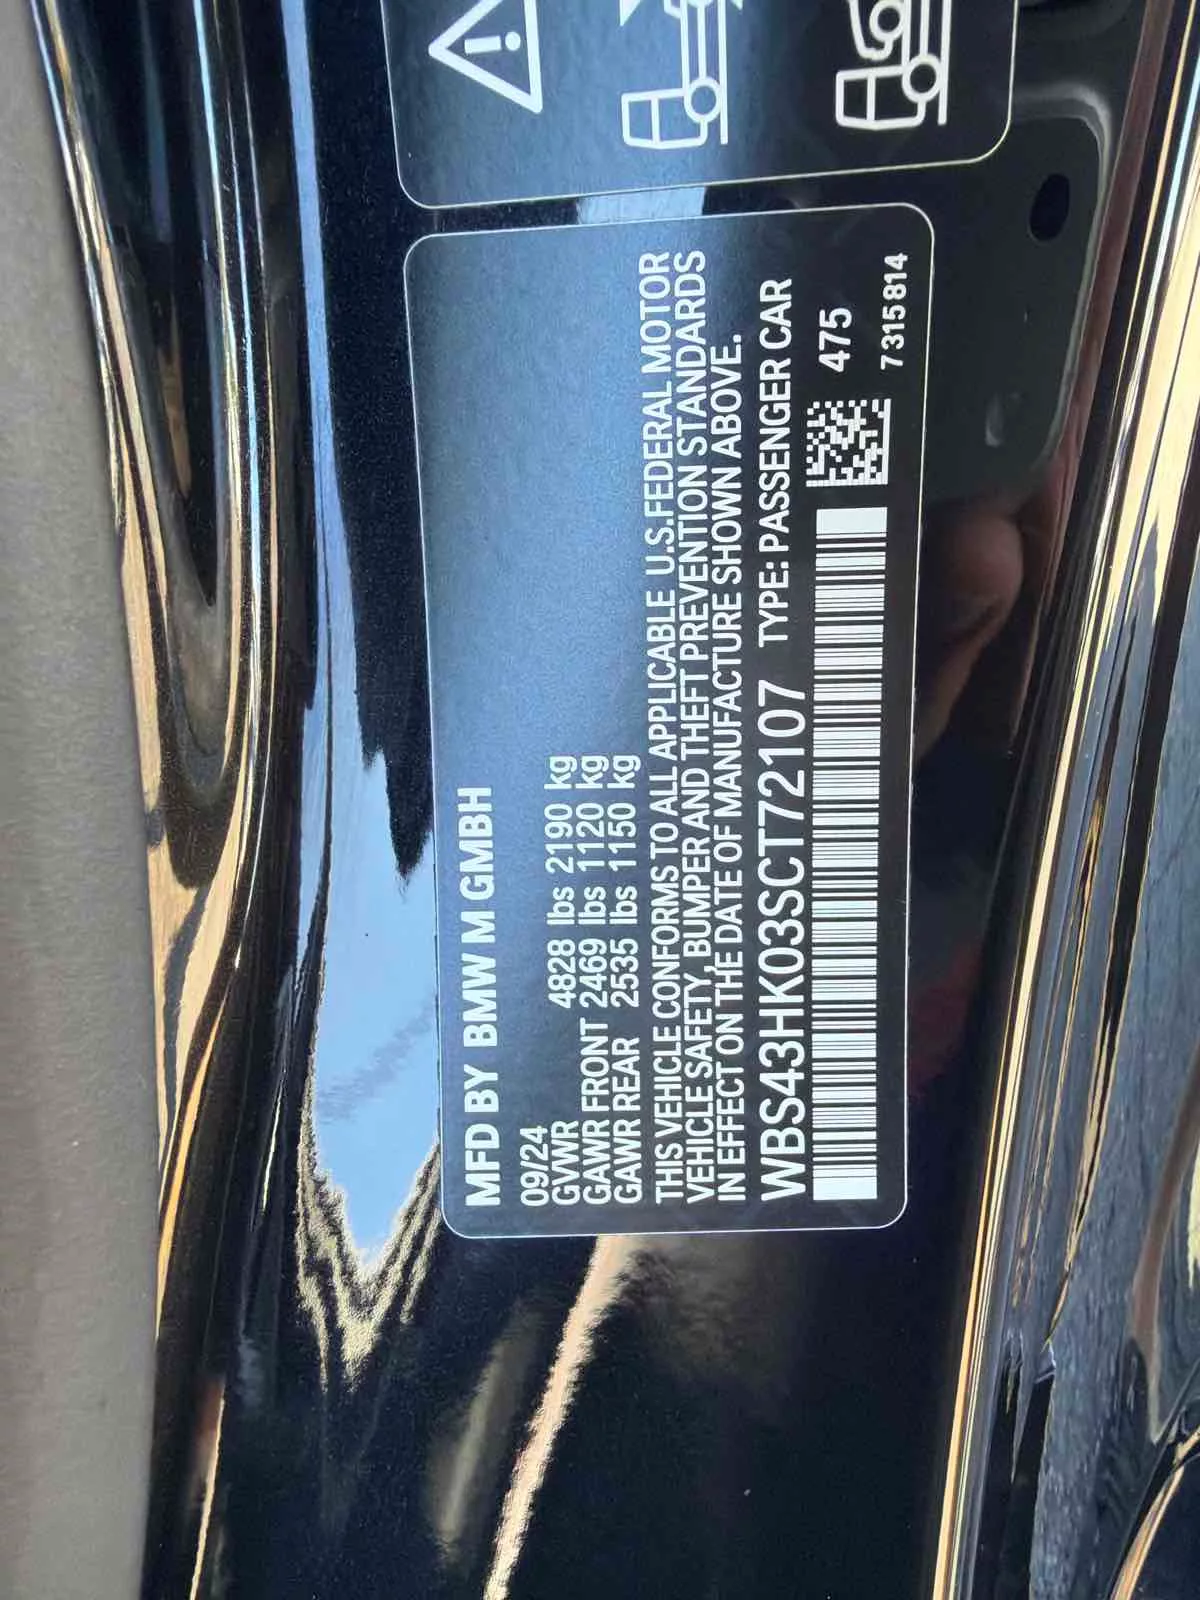 MFD BY BMW M GMBH
09/24
GVWR 4828 lbs 2190 kg
GAWR FRONT 2469 lbs 1120 kg
GAWR REAR 2535 lbs 1150 kg
THIS VEHICLE CONFORMS TO ALL APPLICABLE U.S.FEDERAL MOTOR
VEHICLE SAFETY, BUMPER AND THEFT PREVENTION STANDARDS
IN EFFECT ON THE DATE OF MANUFACTURE SHOWN ABOVE.
WBS43HK03SCT72107 TYPE: PASSENGER CAR
475
7315814